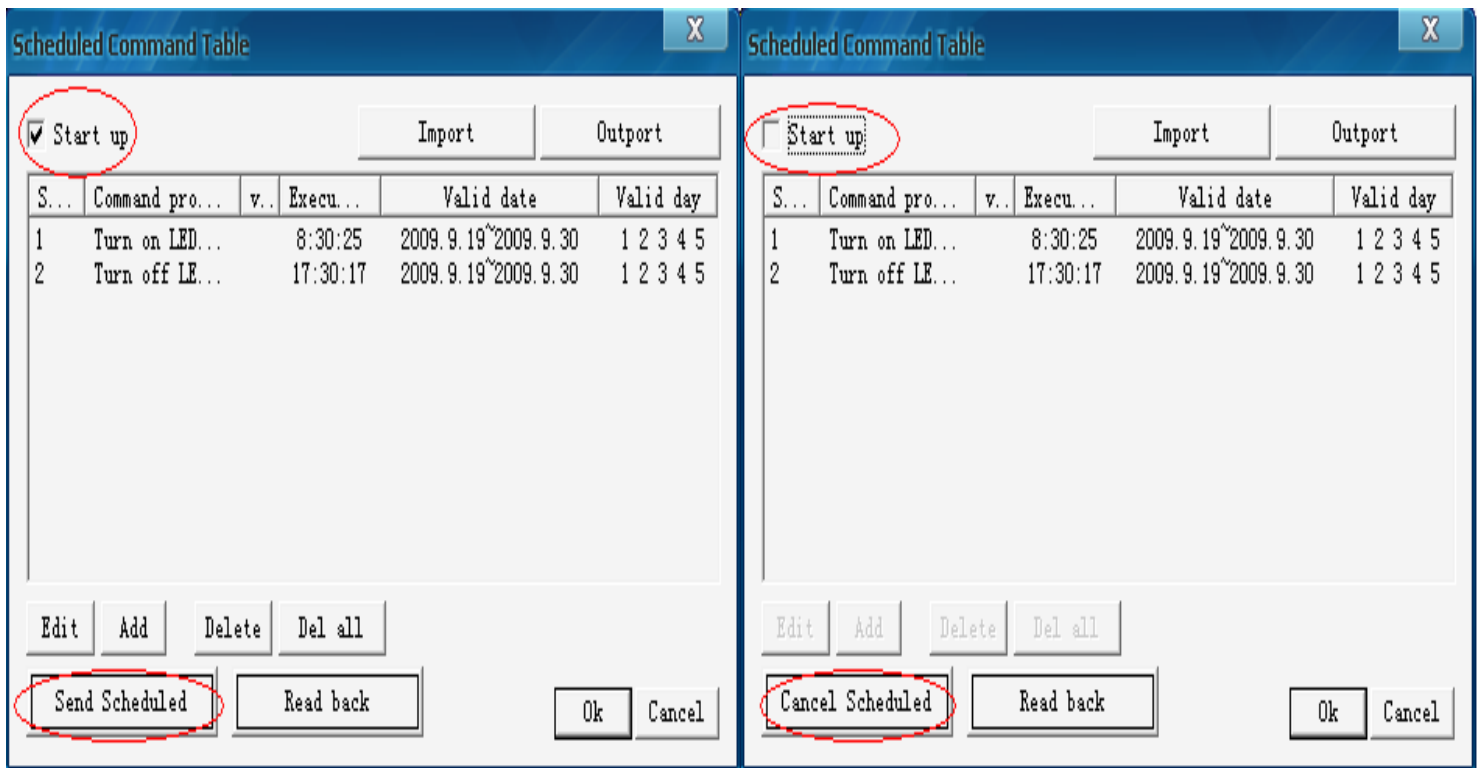 Scheduled Command Table
X
Start up
Import
Outport
S... Command pro... v.. Execu... Valid date Valid day
1 Turn on LED... 8:30:25 2009.9.19~2009.9.30 1 2 3 4 5
2 Turn off LE... 17:30:17 2009.9.19~2009.9.30 1 2 3 4 5
Edit Add Delete Del all
Send Scheduled Read back Ok Cancel
Scheduled Command Table
X
Start up
Import
Outport
S... Command pro... v.. Execu... Valid date Valid day
1 Turn on LED... 8:30:25 2009.9.19~2009.9.30 1 2 3 4 5
2 Turn off LE... 17:30:17 2009.9.19~2009.9.30 1 2 3 4 5
Edit Add Delete Del all
Cancel Scheduled Read back Ok Cancel